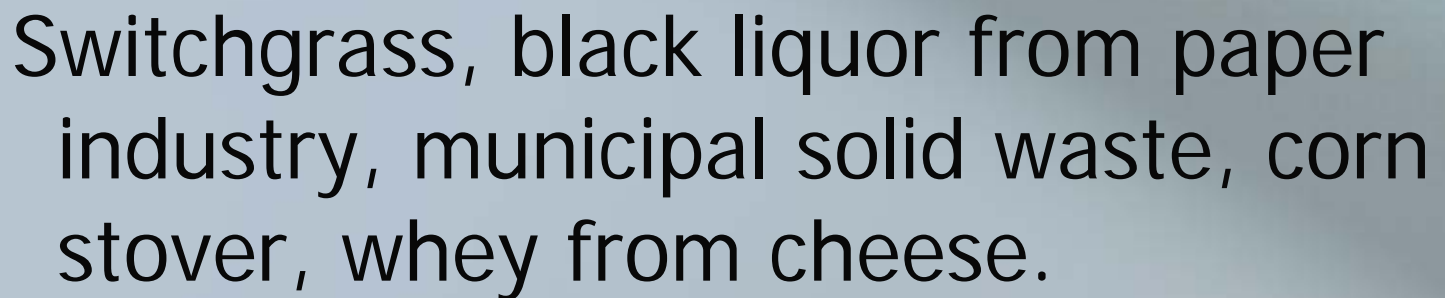 Switchgrass, black liquor from paper
industry, municipal solid waste, corn
stover, whey from cheese.